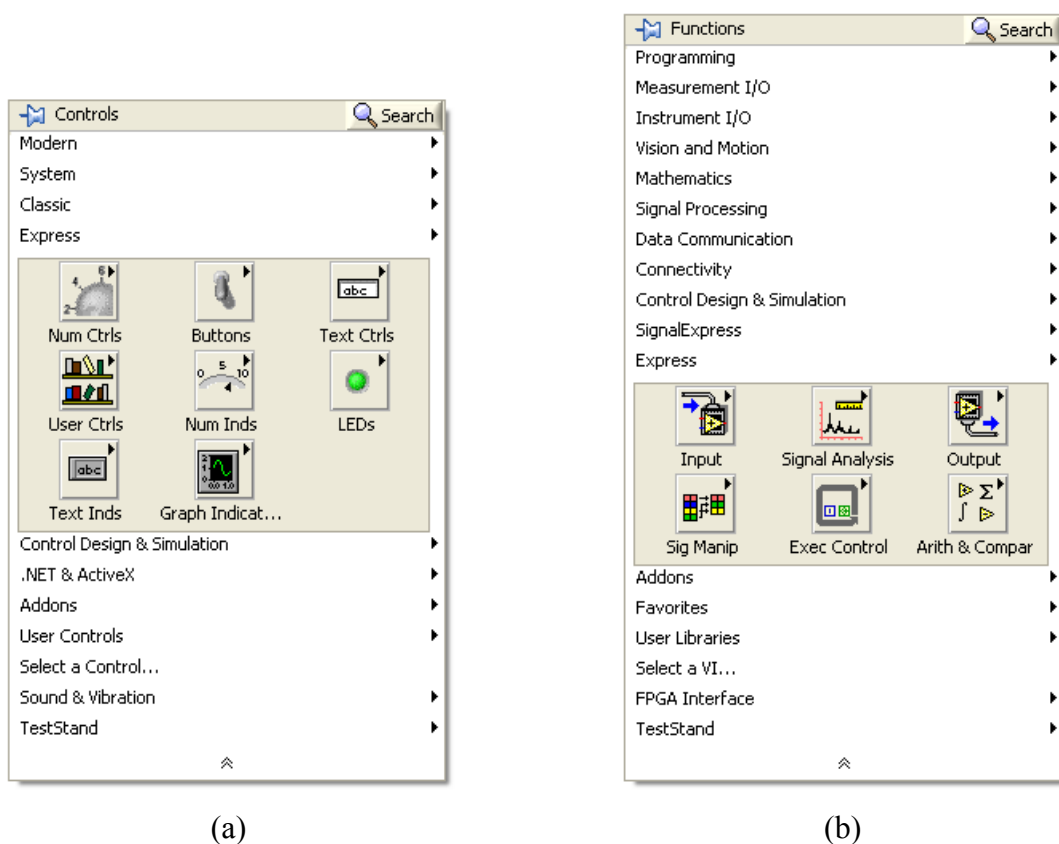 Controls Search
Modern
System
Classic
Express
Num Ctrls Buttons Text Ctrls
User Ctrls Num Inds LEDs
Text Inds Graph Indicat...
Control Design & Simulation
.NET & ActiveX
Addons
User Controls
Select a Control...
Sound & Vibration
TestStand
(a)
Functions Search
Programming
Measurement I/O
Instrument I/O
Vision and Motion
Mathematics
Signal Processing
Data Communication
Connectivity
Control Design & Simulation
SignalExpress
Express
Input Signal Analysis Output
Sig Manip Exec Control Arith & Compar
Addons
Favorites
User Libraries
Select a VI...
FPGA Interface
TestStand
(b)